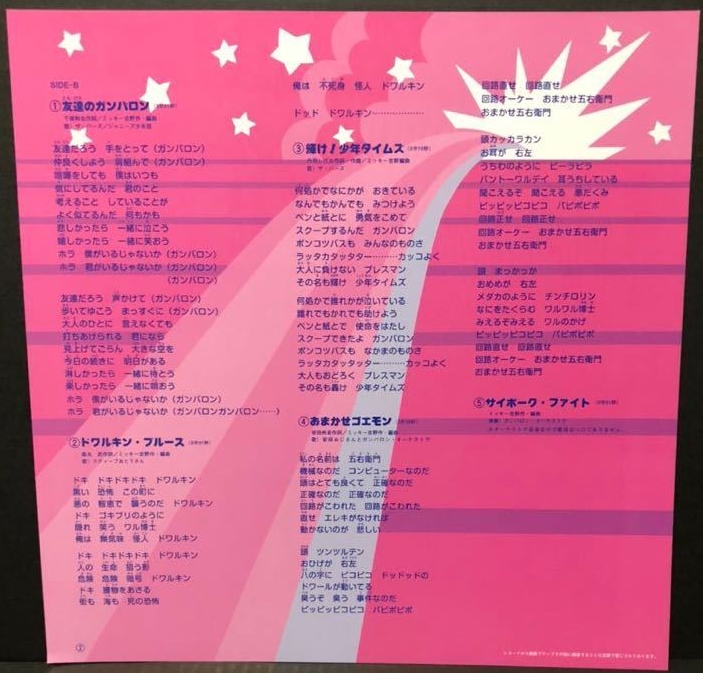 SIDE-B
①友達のガンバロン
友達だろう 手をとって(ガンバロン)
仲良くしよう 肩組んで(ガンバロン)
喧嘩をしても 僕はいつも
気にしてるんだ 君のこと
考えること していることが
よく似てるんだ 何もかも
悲しかったら 一緒に泣こう
嬉しかったら 一緒に笑おう
ホラ 僕がいるじゃないか(ガンバロン)
ホラ 君がいるじゃないか(ガンバロン)
(ガンバロン)
友達だろう 声かけて(ガンバロン)
歩いてゆこう まっすぐに(ガンバロン)
大人のひとに 言えなくても
打ちあけられる 君になら
見上げてごらん 大きな空を
今日の続きに 明日がある
淋しかったら 一緒に待とう
楽しかったら 一緒に唄おう
ホラ 僕がいるじゃないか(ガンバロン)
ホラ 君がいるじゃないか(ガンバロンガンバロン……)
②ドワルキン・ブルース
ドキ ドキドキドキ ドワルキン
黒い 恐怖 この町に
悪の 智恵で 襲うのだ ドワルキン
ドキ ゴキブリのように
隠れ 笑う ワル博士
俺は 無気味 怪人 ドワルキン
ドキ ドキドキドキ ドワルキン
人の 生命 狙う影
危険 危険 暗号 ドワルキン
ドキ 獲物をあさる
街も 海も 死の恐怖
②
俺は 不死身 怪人 ドワルキン
ドッド ドワルキン………………
③輝け!少年タイムス
何処かでなにかが おきている
なんでもかんでも みつけよう
ペンと紙とに 勇気をこめて
スクープするんだ ガンバロン
ポンコツバスも みんなのものさ
ラッタカタッタター………カッコよく
大人に負けない プレスマン
その名も輝け 少年タイムス
何処かで誰れかが泣いている
誰れでもかれでも助けよう
ペンと紙とで 使命をはたし
スクープできたよ ガンバロン
ポンコツバスも なかまのものさ
ラッタカタッタター………カッコよく
大人もおどろく プレスマン
その名も轟け 少年タイムス
④おまかせゴエモン
私の名前は 五右衛門
機械なのだ コンピューターなのだ
頭はとても良くて 正確なのだ
正確なのだ 正確なのだ
回路がこわれた 回路がこわれた
直せ エレキがなければ
動かないのが 悲しい
頭 ツンツルテン
おひげが 右左
八の字に ピコピコ ドッドッドの
ドワールが動いてる
臭うぞ 臭う 事件なのだ
ピッピッピコピコ パピポピポ
回路直せ 回路直せ
回路オーケー おまかせ五右衛門
おまかせ五右衛門
頭カッカラカン
お耳が 右左
うちわのように ピーラピラ
パントーワルデイ 耳うちしている
聞こえるぞ 聞こえる 悪だくみ
ピッピッピコピコ パピポピポ
回路正せ 回路正せ
回路オーケー おまかせ五右衛門
おまかせ五右衛門
頭 まっかっか
おめめが 右左
メダカのように チンチロリン
なにをたくらむ ワルワル博士
みえるぞみえる ワルのかげ
ピッピッピコピコ パピポピポ
回路直せ 回路直せ
回路オーケー おまかせ五右衛門
おまかせ五右衛門
⑤サイボーグ・ファイト